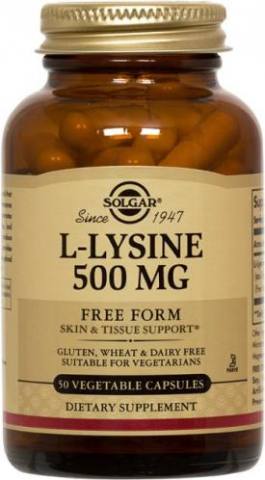 SOLGAR®
Since 1947
L-LYSINE
500 MG
FREE FORM
SKIN & TISSUE SUPPORT*
GLUTEN, WHEAT & DAIRY FREE
SUITABLE FOR VEGETARIANS
50 VEGETABLE CAPSULES
DIETARY SUPPLEMENT